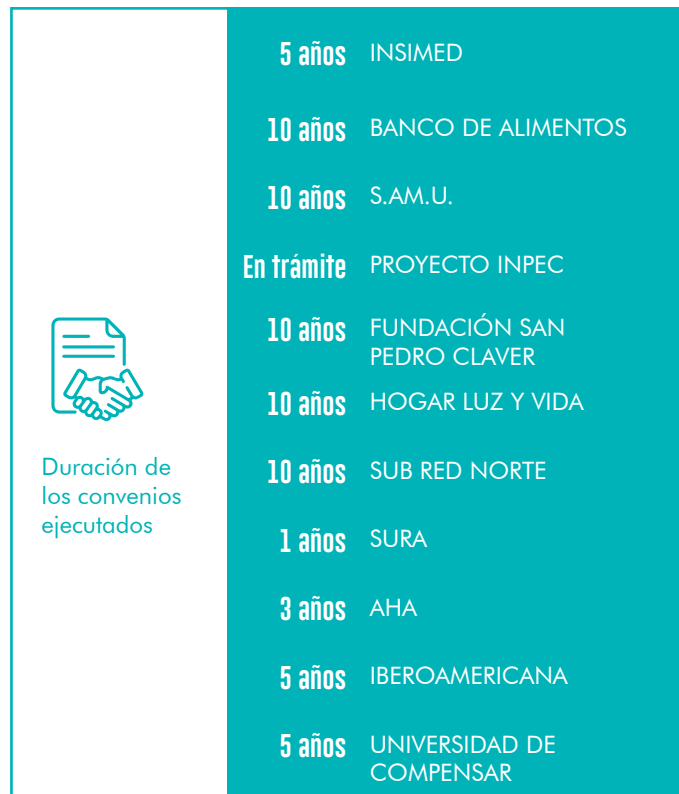 5 años INSIMED
10 años BANCO DE ALIMENTOS
10 años S.AM.U.
En trámite PROYECTO INPEC
10 años FUNDACIÓN SAN
PEDRO CLAVER
10 años HOGAR LUZ Y VIDA
Duración de
los convenios
ejecutados
10 años SUB RED NORTE
1 años SURA
3 años AHA
5 años IBEROAMERICANA
5 años UNIVERSIDAD DE
COMPENSAR